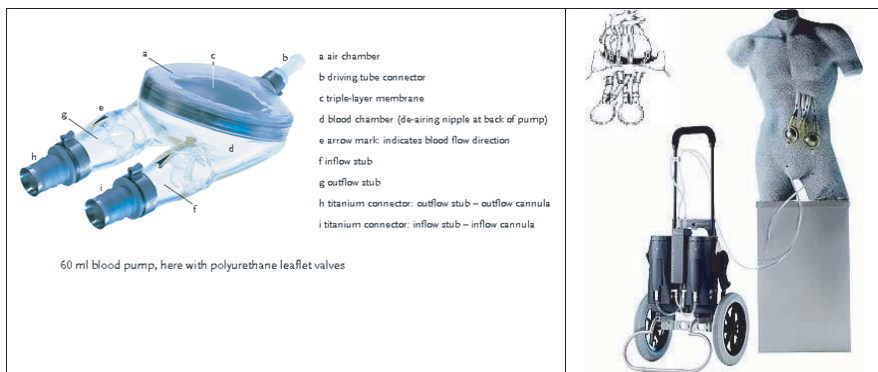 a
c
b
e
g
h
d
i
f
a air chamber
b driving tube connector
c triple-layer membrane
d blood chamber (de-airing nipple at back of pump)
e arrow mark: indicates blood flow direction
f inflow stub
g outflow stub
h titanium connector: outflow stub – outflow cannula
i titanium connector: inflow stub – inflow cannula
60 ml blood pump, here with polyurethane leaflet valves